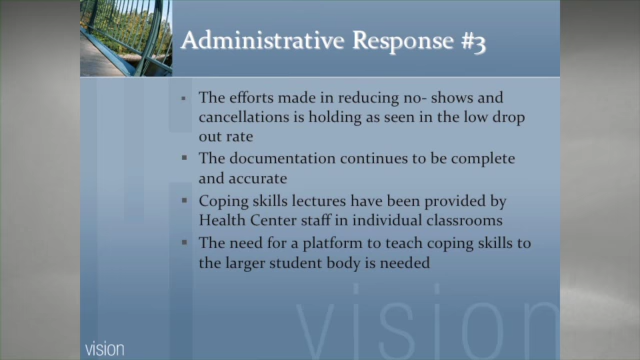 Administrative Response #3
The efforts made in reducing no- shows and
cancellations is holding as seen in the low drop
out rate
The documentation continues to be complete
and accurate
Coping skills lectures have been provided by
Health Center staff in individual classrooms
The need for a platform to teach coping skills to
the larger student body is needed
vision
vision